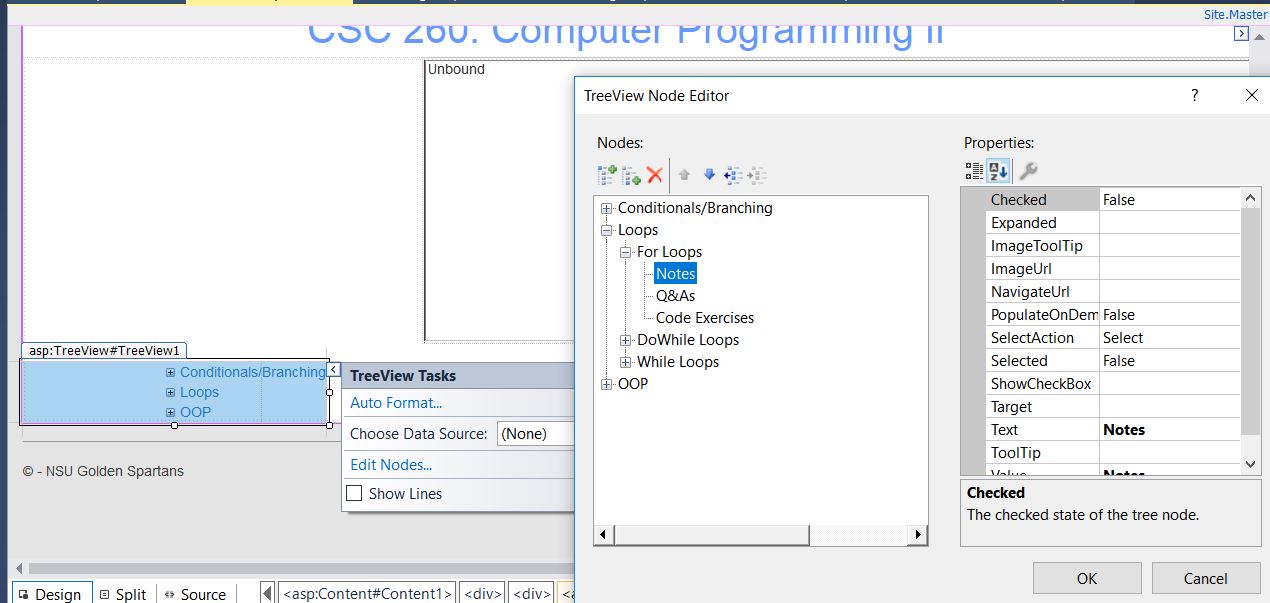 Site.Master
CSC 260: Computer Programming II
Unbound
TreeView Node Editor
?
Nodes:
Properties:
Conditionals/Branching
Loops
For Loops
Notes
Q&As
Code Exercises
DoWhile Loops
While Loops
OOP
Checked False
Expanded
ImageToolTip
ImageUrl
NavigateUrl
PopulateOnDem False
SelectAction Select
Selected False
ShowCheckBox
Target
Text Notes
ToolTip
Value Notes
Checked
The checked state of the tree node.
OK Cancel
asp:TreeView#TreeView1
Conditionals/Branching
Loops
OOP
TreeView Tasks
Auto Format...
Choose Data Source: (None)
Edit Nodes...
Show Lines
© - NSU Golden Spartans
Design Split Source <asp:Content#Content1> <div> <div>